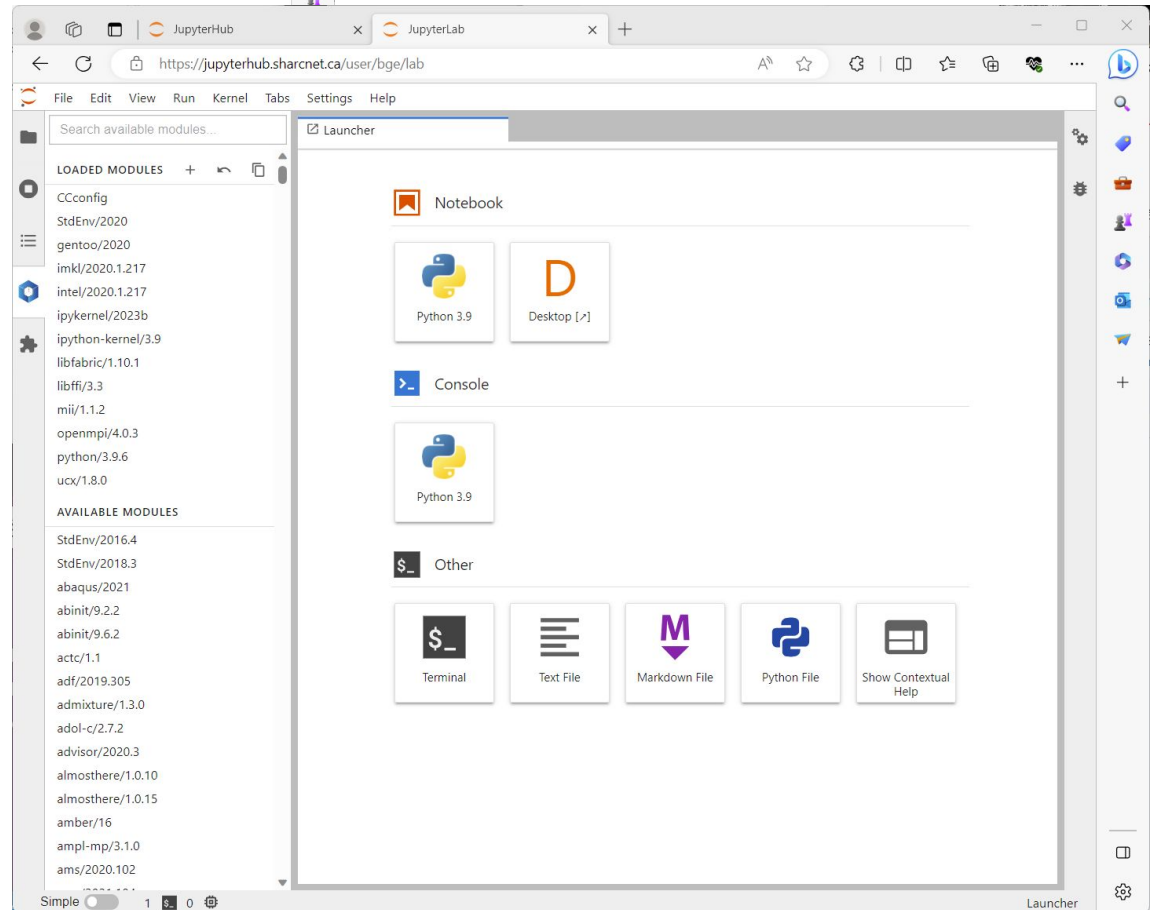 JupyterHub
JupyterLab
https://jupyterhub.sharcnet.ca/user/bge/lab
File Edit View Run Kernel Tabs Settings Help
Search available modules...
Launcher
LOADED MODULES
CCconfig
StdEnv/2020
gentoo/2020
imkl/2020.1.217
intel/2020.1.217
ipykernel/2023b
ipython-kernel/3.9
libfabric/1.10.1
libffi/3.3
mii/1.1.2
openmpi/4.0.3
python/3.9.6
ucx/1.8.0
AVAILABLE MODULES
StdEnv/2016.4
StdEnv/2018.3
abaqus/2021
abinit/9.2.2
abinit/9.6.2
actc/1.1
adf/2019.305
admixture/1.3.0
adol-c/2.7.2
advisor/2020.3
almosthere/1.0.10
almosthere/1.0.15
amber/16
ampl-mp/3.1.0
ams/2020.102
Notebook
Python 3.9
D
Desktop [↗]
Console
Python 3.9
$_ Other
$_
Terminal
Text File
M
Markdown File
Python File
Show Contextual
Help
Simple 1 $_ 0
Launcher